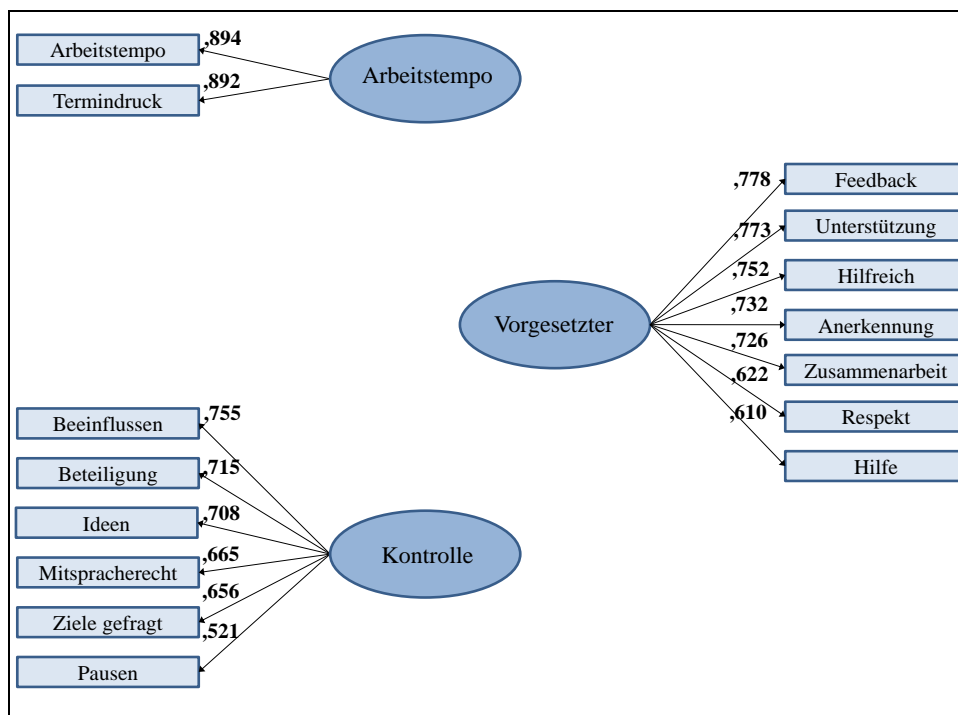 Arbeitstempo
,894
Termindruck
,892
Arbeitstempo
,778
Feedback
,773
Unterstützung
,752
Hilfreich
,732
Anerkennung
,726
Zusammenarbeit
,622
Respekt
,610
Hilfe
Vorgesetzter
Beeinflussen
,755
Beteiligung
,715
Ideen
,708
Mitspracherecht
,665
Ziele gefragt
,656
Pausen
,521
Kontrolle